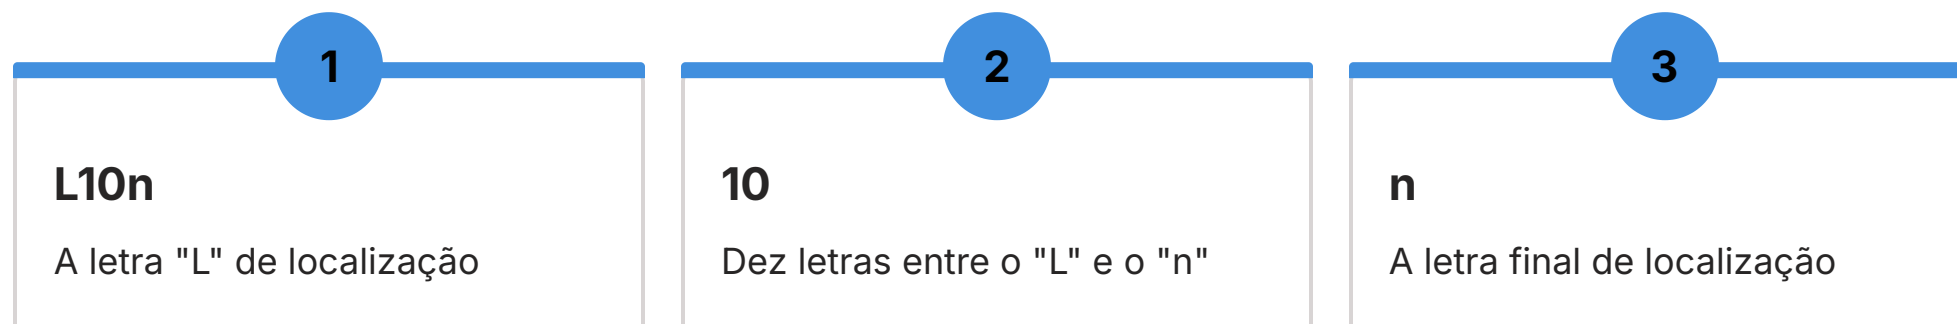 1
L10n
A letra "L" de localização
2
10
Dez letras entre o "L" e o "n"
3
n
A letra final de localização